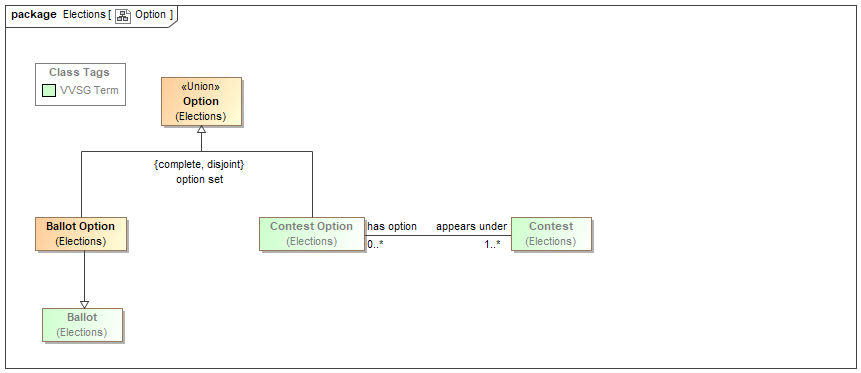 package Elections [ Option ]
Class Tags
VVSG Term
«Union»
Option
(Elections)
{complete, disjoint}
option set
Ballot Option
(Elections)
Contest Option
(Elections)
has option
0..*
appears under
1..*
Contest
(Elections)
Ballot
(Elections)